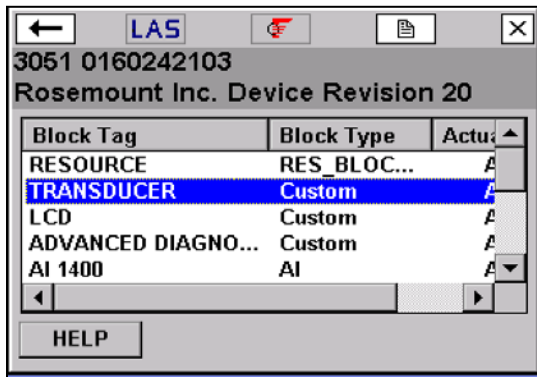 LAS
3051 0160242103
Rosemount Inc. Device Revision 20
Block Tag Block Type Actua
RESOURCE RES_BLOC... A
TRANSDUCER Custom A
LCD Custom A
ADVANCED DIAGNO... Custom A
AI 1400 AI A
HELP